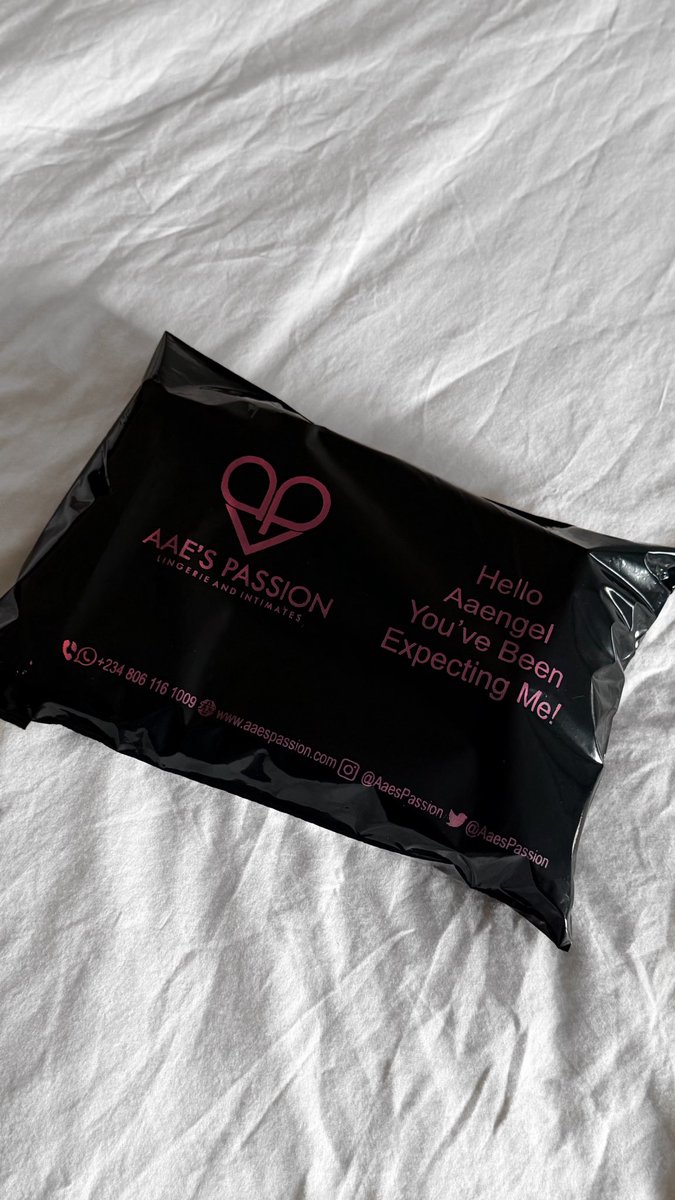 AAE'S PASSION
LINGERIE AND INTIMATES
Hello
Aaengel
You've Been
Expecting Me!
+234 806 116 1009 www.aaespassion.com @AaesPassion @AaesPassion